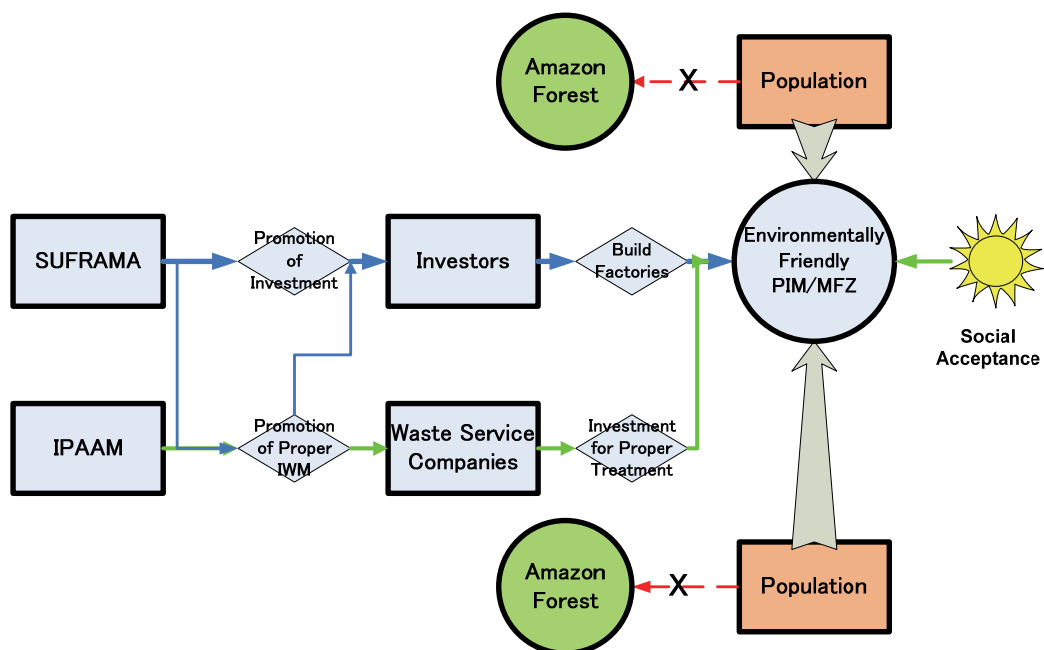 Amazon
Forest
X
Population
SUFRAMA
Promotion
of
Investment
Investors
Build
Factories
Environmentally
Friendly
PIM/MFZ
Social
Acceptance
IPAAM
Promotion
of Proper
IWM
Waste Service
Companies
Investment
for Proper
Treatment
Amazon
Forest
X
Population